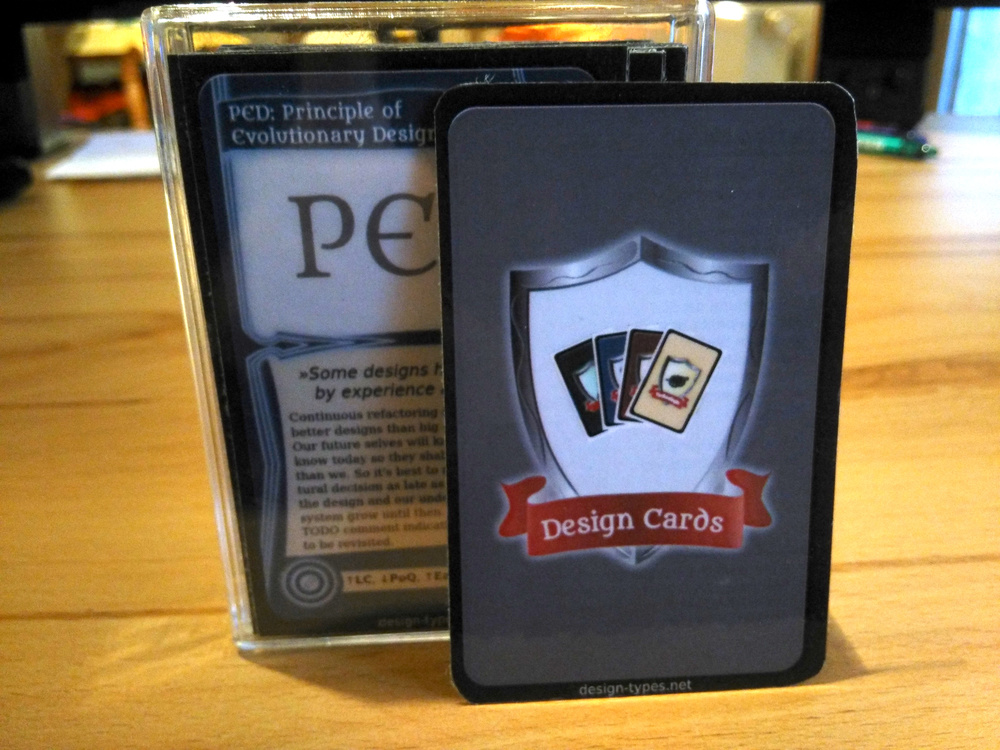 PED: Principle of
Evolutionary Design
PE
»Some designs
by experience
Continuous refactoring
better designs than big
Our future selves will
know today so they shal
than we. So it's best to
tural decision as late as
the design and our unde
system grow until then
TODO comment indicat
to be revisited.
↑LC, ↓PoQ, ↑E
design-typ
Design Cards
design-types.net